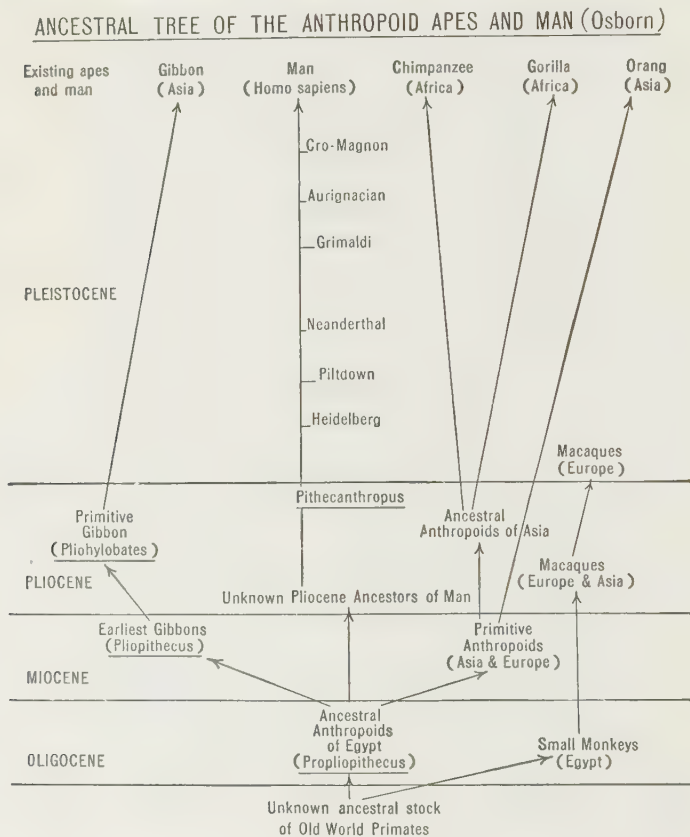 ANCESTRAL TREE OF THE ANTHROPOID APES AND MAN (Osborn)
Existing apes
and man
Gibbon
(Asia)
Man
(Homo sapiens)
Chimpanzee
(Africa)
Gorilla
(Africa)
Orang
(Asia)
Cro-Magnon
Aurignacian
Grimaldi
PLEISTOCENE
Neanderthal
Piltdown
Heidelberg
Macaques
(Europe)
Primitive
Gibbon
(Pliohylobates)
Pithecanthropus
Ancestral
Anthropoids of Asia
PLIOCENE
Macaques
(Europe & Asia)
Unknown Pliocene Ancestors of Man
Earliest Gibbons
(Pliopithecus)
Primitive
Anthropoids
(Asia & Europe)
MIOCENE
Ancestral
Anthropoids
of Egypt
(Propliopithecus)
OLIGOCENE
Small Monkeys
(Egypt)
Unknown ancestral stock
of Old World Primates